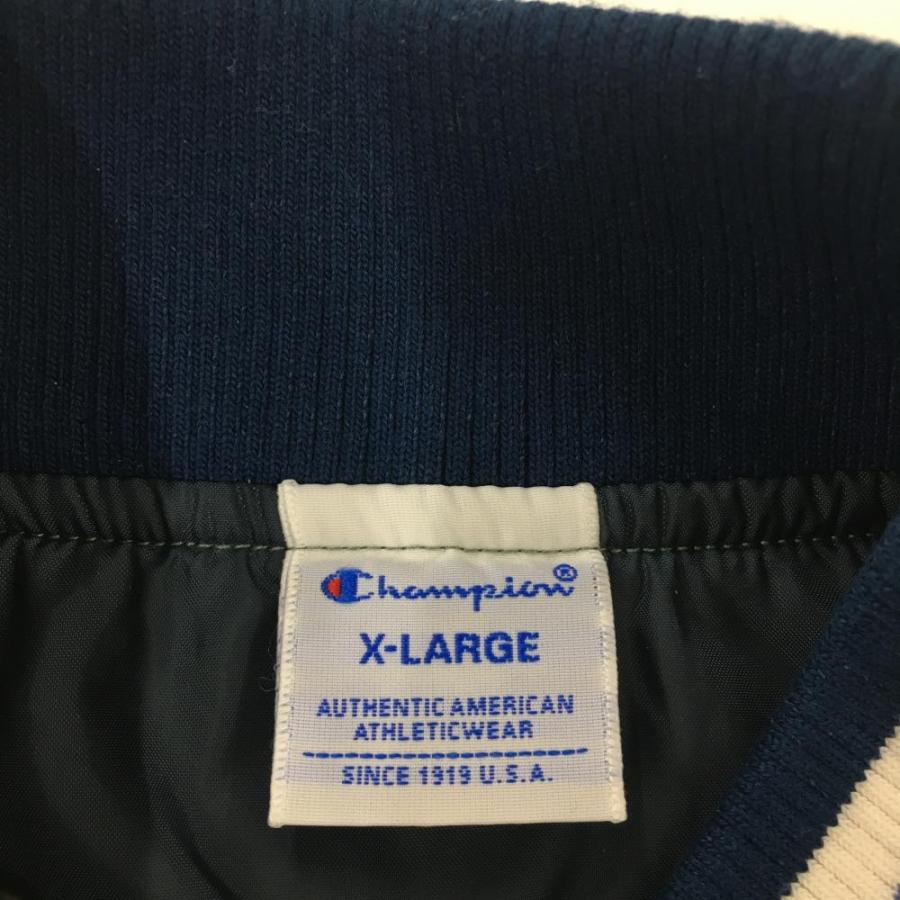 Champion®
X-LARGE
AUTHENTIC AMERICAN
ATHLETICWEAR
SINCE 1919 U.S.A.